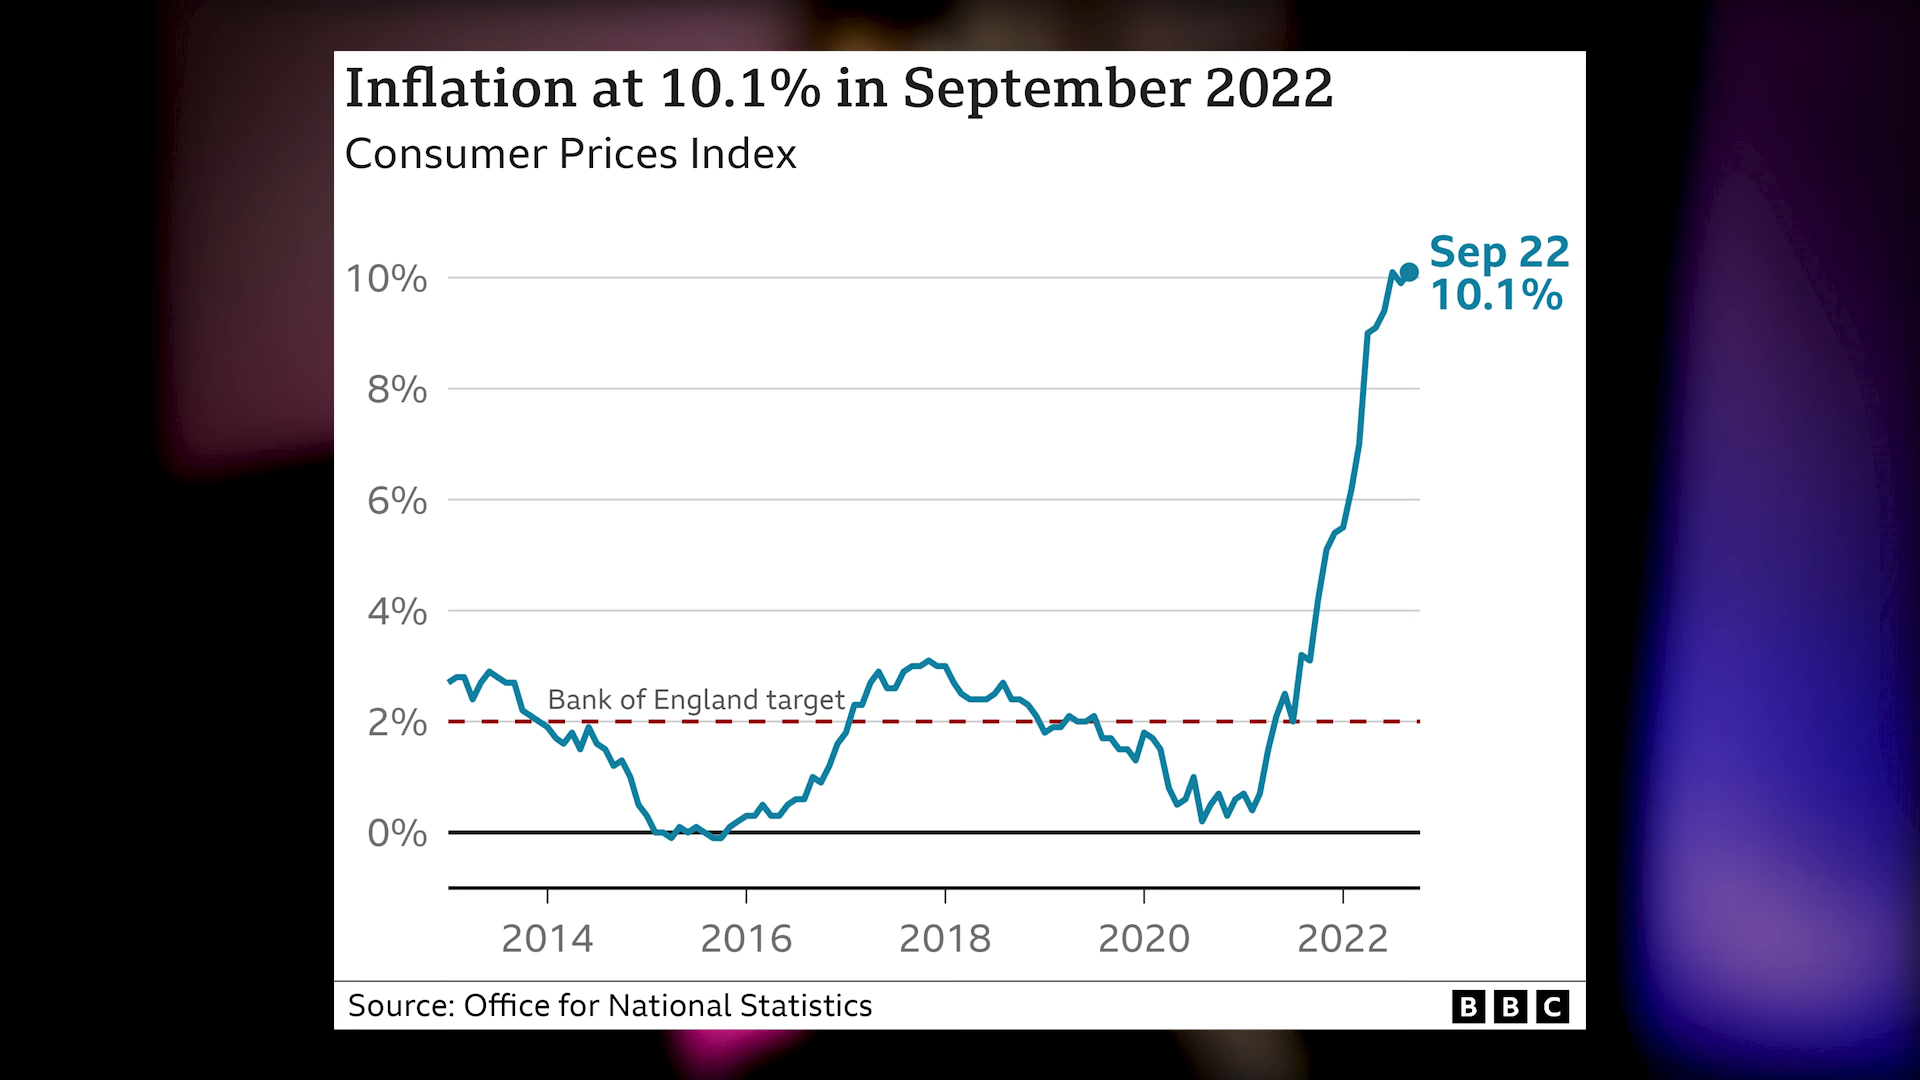 Inflation at 10.1% in September 2022
Consumer Prices Index
Sep 22
10.1%
10%
8%
6%
4%
Bank of England target
2%
0%
2014 2016 2018 2020 2022
Source: Office for National Statistics
BBC